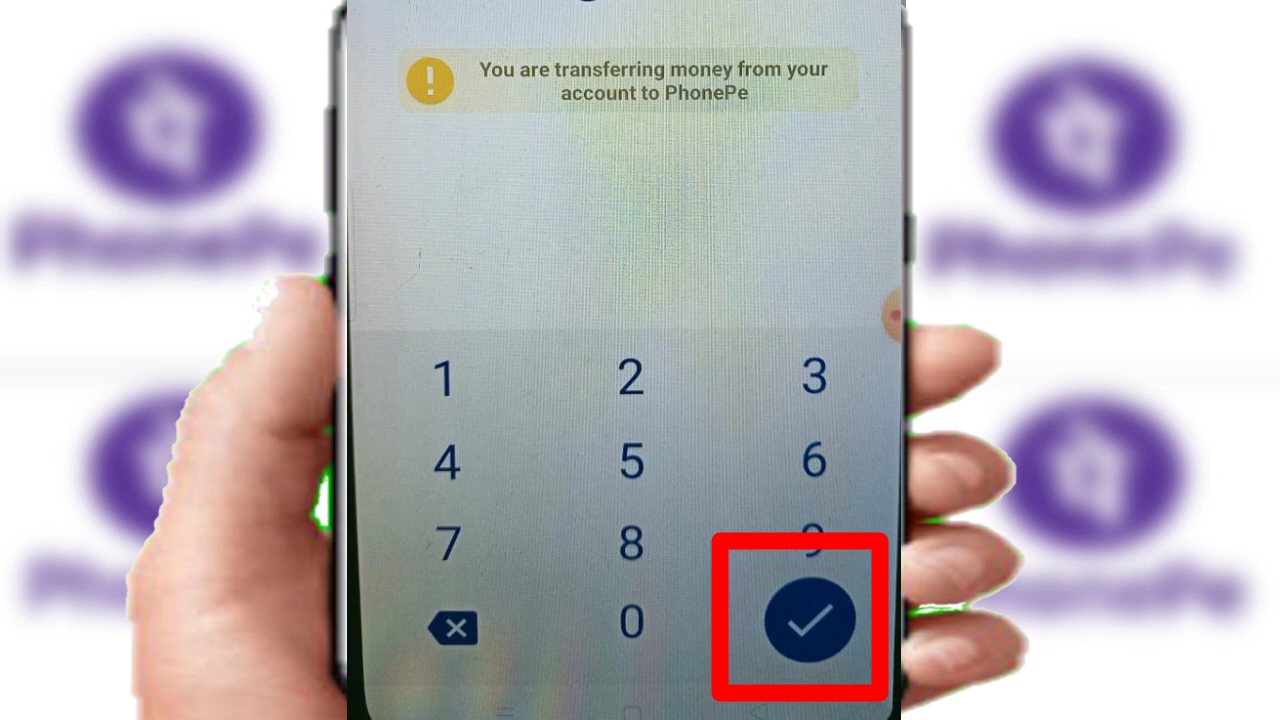 You are transferring money from your
account to PhonePe
PhonePe PhonePe
1 2 3
4 5 6
7 8 9
0
PhonePe